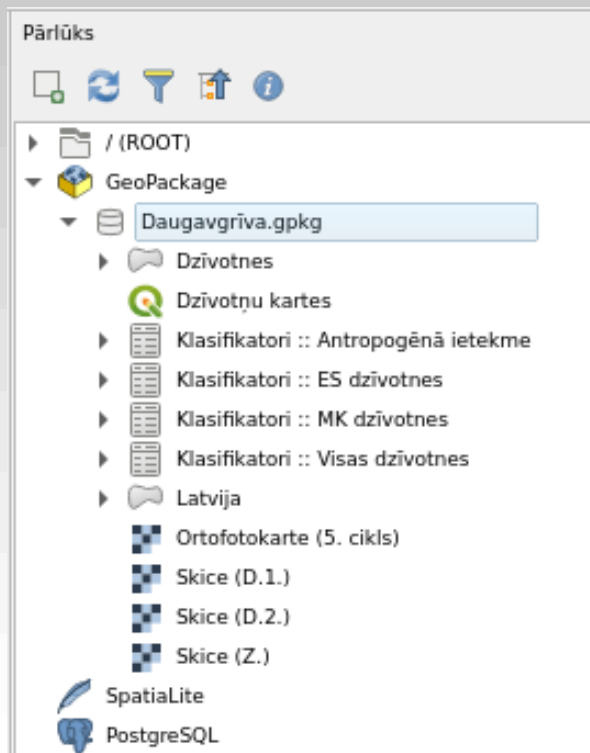 Pārlūks
/ (ROOT)
GeoPackage
Daugavgrīva.gpkg
Dzīvotnes
Dzīvotņu kartes
Klasifikatori :: Antropogēnā ietekme
Klasifikatori :: ES dzīvotnes
Klasifikatori :: MK dzīvotnes
Klasifikatori :: Visas dzīvotnes
Latvija
Ortofotokarte (5. cikls)
Skice (D.1.)
Skice (D.2.)
Skice (Z.)
SpatiaLite
PostgreSQL